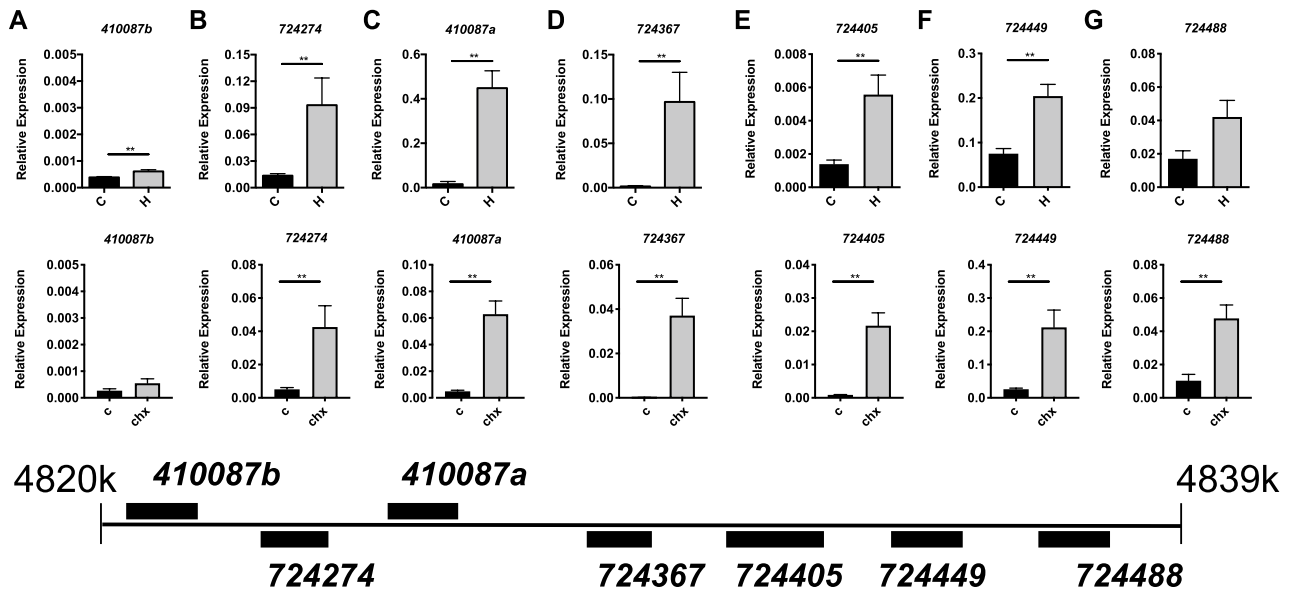 A
410087b
Relative Expression
0.005
0.004
0.003
0.002
0.001
0.000
**
C
H
B
724274
Relative Expression
0.15
0.12
0.09
0.06
0.03
0.00
**
C
H
C
410087a
Relative Expression
0.6
0.4
0.2
0.0
**
C
H
D
724367
Relative Expression
0.15
0.10
0.05
0.00
**
C
H
E
724405
Relative Expression
0.008
0.006
0.004
0.002
0.000
**
C
H
F
724449
Relative Expression
0.3
0.2
0.1
0.0
**
C
H
G
724488
Relative Expression
0.08
0.06
0.04
0.02
0.00
C
H
410087b
Relative Expression
0.005
0.004
0.003
0.002
0.001
0.000
c
chx
724274
Relative Expression
0.08
0.06
0.04
0.02
0.00
**
c
chx
410087a
Relative Expression
0.10
0.08
0.06
0.04
0.02
0.00
**
c
chx
724367
Relative Expression
0.06
0.04
0.02
0.00
**
c
chx
724405
Relative Expression
0.04
0.03
0.02
0.01
0.00
**
c
chx
724449
Relative Expression
0.4
0.3
0.2
0.1
0.0
**
c
chx
724488
Relative Expression
0.08
0.06
0.04
0.02
0.00
**
c
chx
4820k
410087b
410087a
4839k
724274
724367
724405
724449
724488